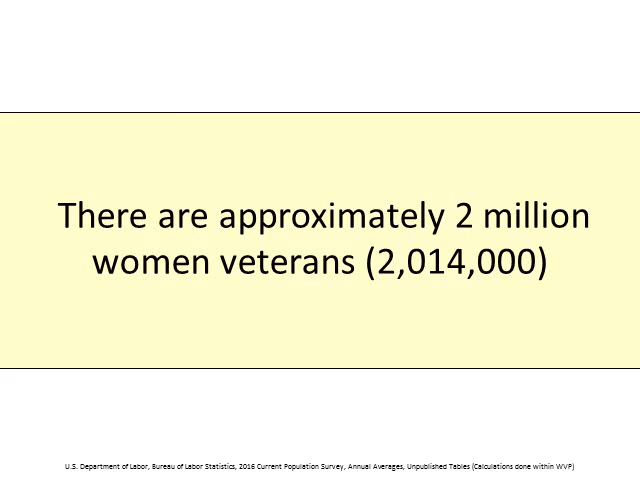 There are approximately 2 million
women veterans (2,014,000)
U.S. Department of Labor, Bureau of Labor Statistics, 2016 Current Population Survey, Annual Averages, Unpublished Tables (Calculations done within WVP)